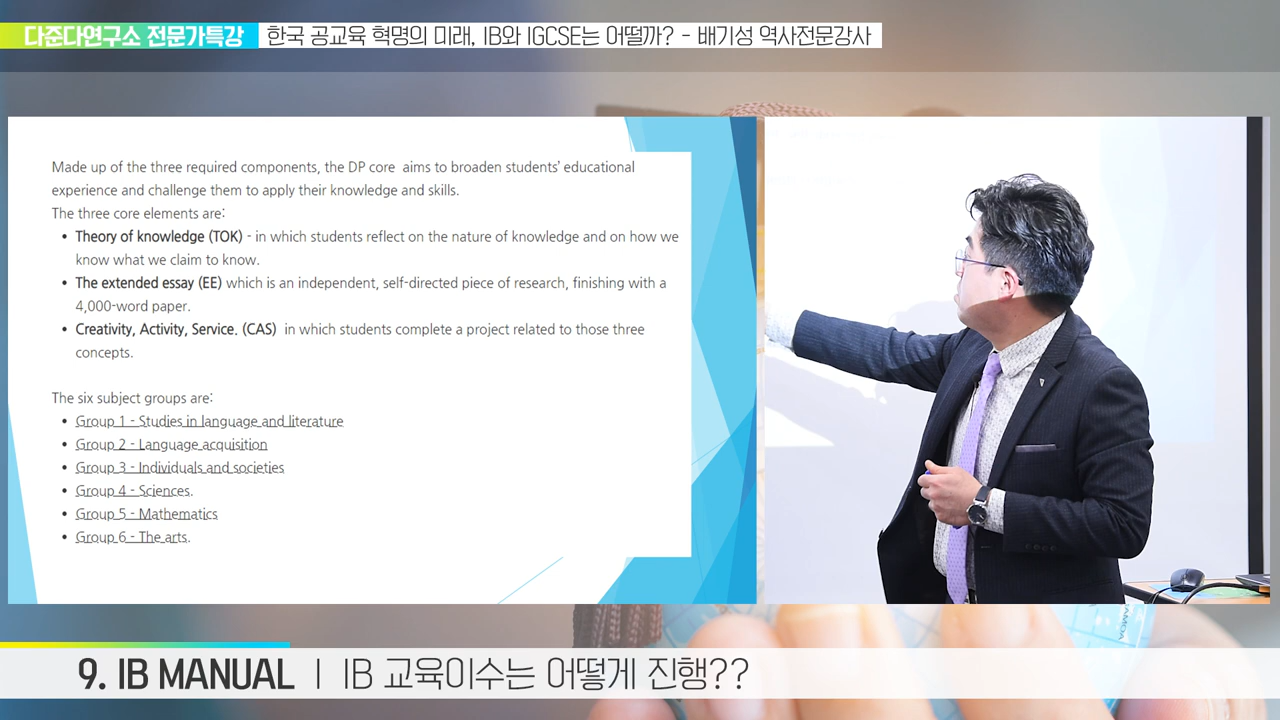 다준다연구소 전문가특강 한국 공교육 혁명의 미래, IB와 IGCSE는 어떨까? - 배기성 역사전문강사
Made up of the three required components, the DP core aims to broaden students' educational
experience and challenge them to apply their knowledge and skills.
The three core elements are:
• Theory of knowledge (TOK) - in which students reflect on the nature of knowledge and on how we
know what we claim to know.
• The extended essay (EE) which is an independent, self-directed piece of research, finishing with a
4,000-word paper.
• Creativity, Activity, Service. (CAS) in which students complete a project related to those three
concepts.
The six subject groups are:
• Group 1 - Studies in language and literature
• Group 2 - Language acquisition
• Group 3 - Individuals and societies
• Group 4 - Sciences.
• Group 5 - Mathematics
• Group 6 - The arts.
9. IB MANUAL | IB 교육이수는 어떻게 진행??